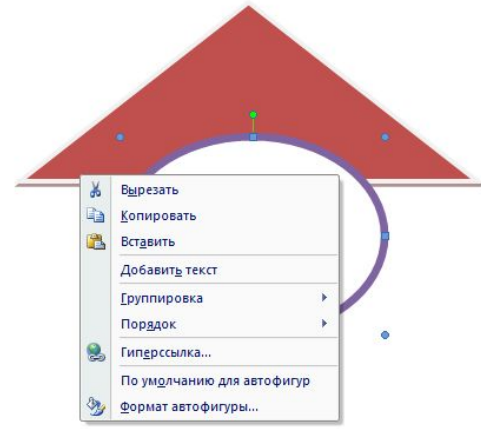 Вырезать
Копировать
Вставить
Добавить текст
Группировка
Порядок
Гиперссылка...
По умолчанию для автофигур
Формат автофигуры...